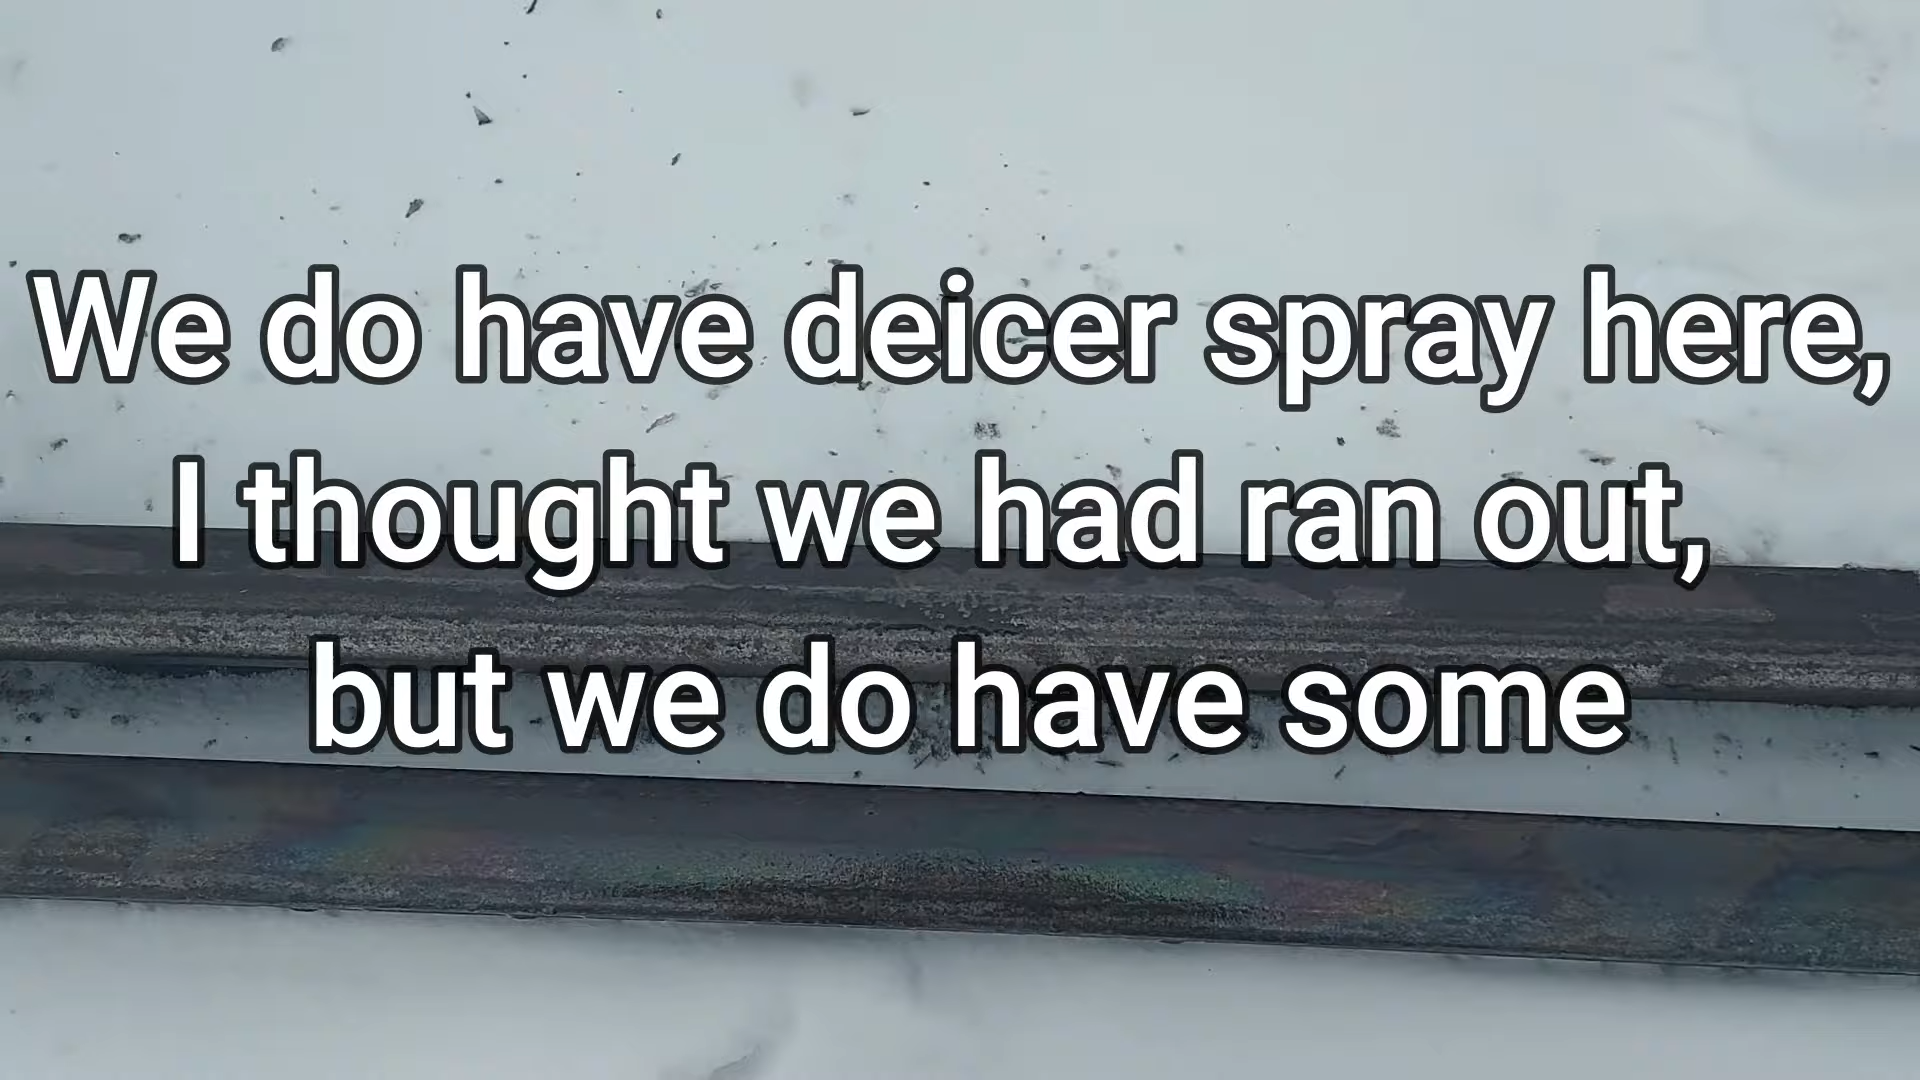 We do have deicer spray here,
I thought we had ran out,
but we do have some